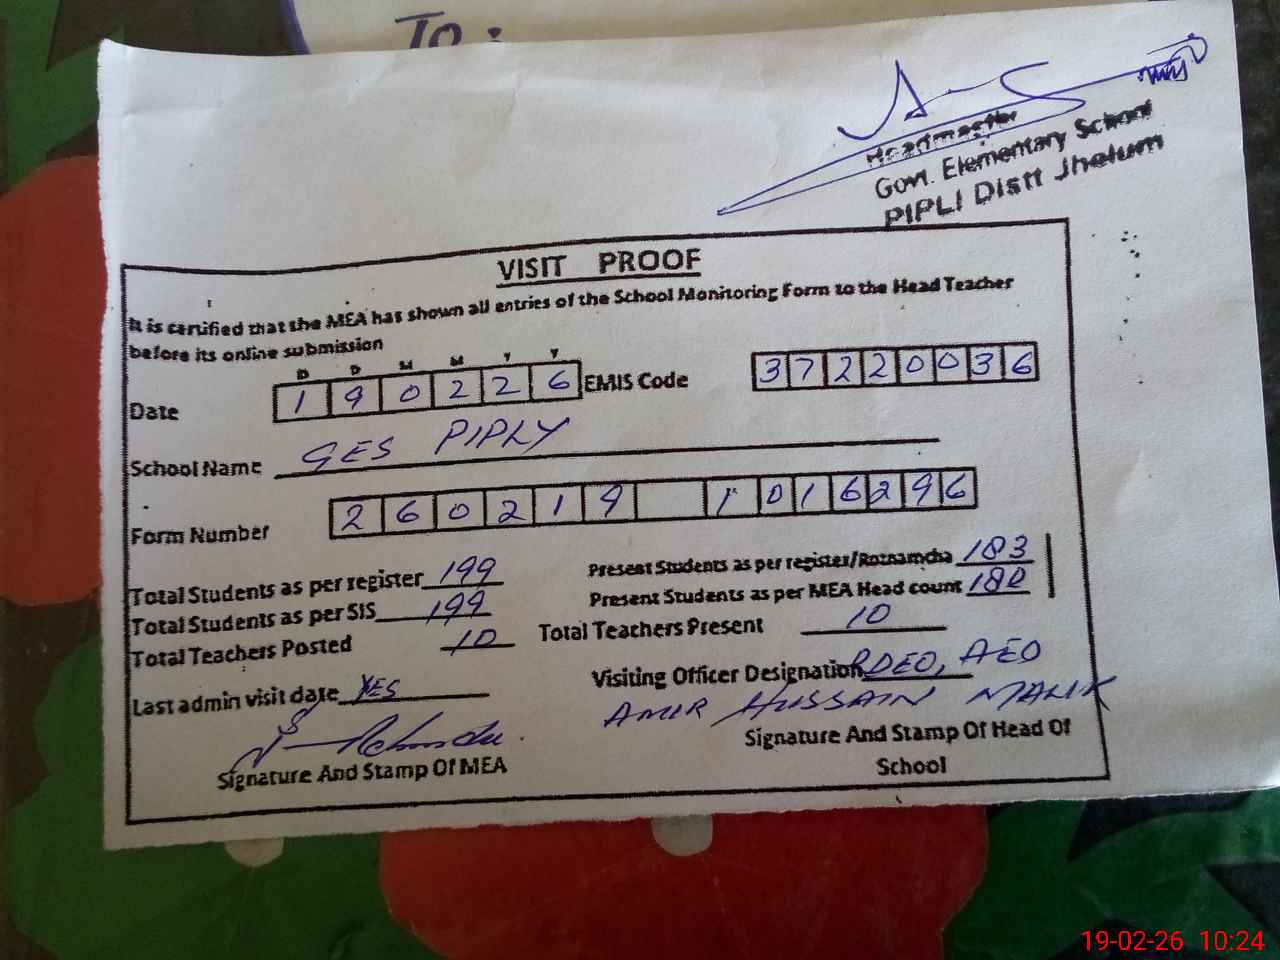 To:
Headmaster
Govt. Elementary School
PIPLI Distt Jhelum
VISIT PROOF
It is certified that the MEA has shown all entries of the School Monitoring Form to the Head Teacher
before its online submission
D D M M Y Y
Date 1 9 0 2 2 6 EMIS Code 3 7 2 2 0 0 3 6
School Name GES PIPLY
Form Number 2 6 0 2 1 9 1 0 1 6 2 9 6
Total Students as per register 199 Present Students as per register/Roznamcha 183
Total Students as per SIS 199 Present Students as per MEA Head count 182
Total Teachers Posted 10 Total Teachers Present 10
Last admin visit date YES Visiting Officer Designation AEO
AMIR HUSSAIN MALIK
Signature And Stamp Of MEA Signature And Stamp Of Head Of
School
19-02-26 10:24